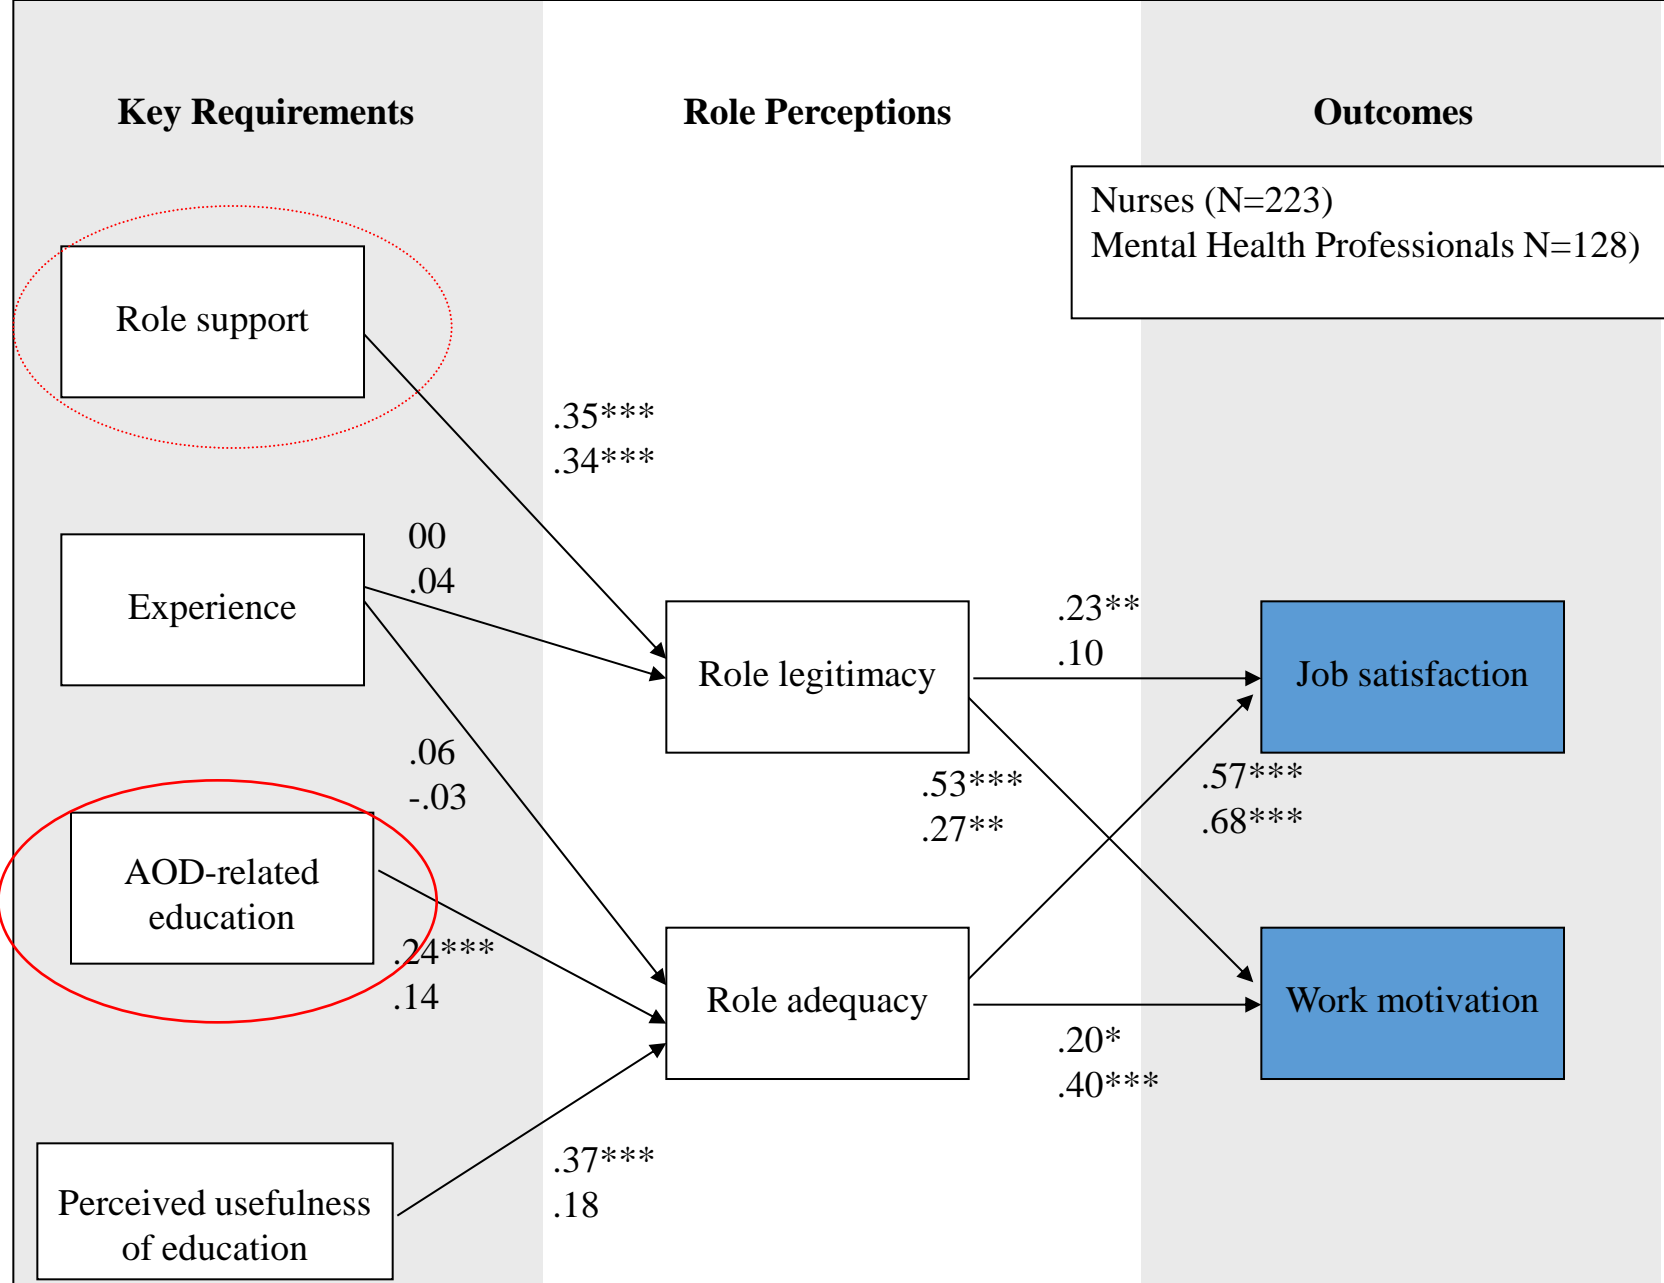 Key Requirements
Role Perceptions
Outcomes
Nurses (N=223)
Mental Health Professionals N=128)
Role support
.35***
.34***
00
.04
Experience
.23**
.10
Role legitimacy
Job satisfaction
.06
-.03
.53***
.27**
.57***
.68***
AOD-related
education
.24***
.14
Role adequacy
Work motivation
.20*
.40***
.37***
.18
Perceived usefulness
of education